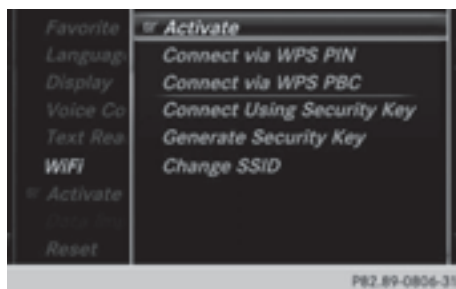 Favorite
Languag
Display
Voice Co
Text Rea
WiFi
Activate
Reset
Activate
Connect via WPS PIN
Connect via WPS PBC
Connect Using Security Key
Generate Security Key
Change SSID
P82.89-0806-31